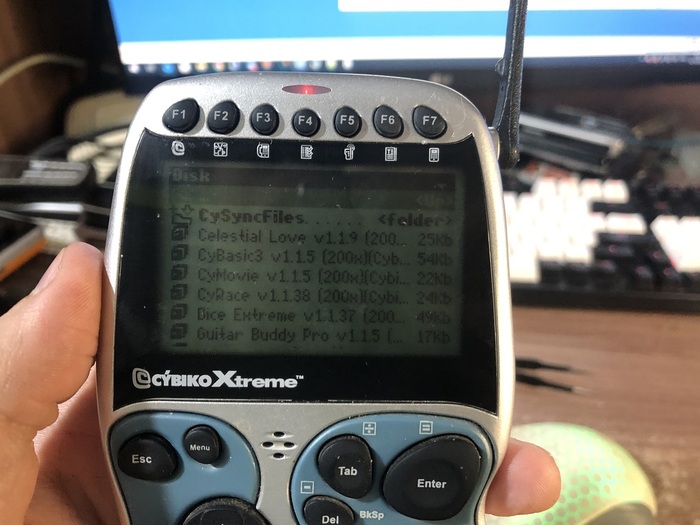 F1 F2 F3 F4 F5 F6 F7
Disk
CySyncFiles...... <folder>
Celestial Love v1.1.9 (200... 25Kb
CyBasic3 v1.1.5 (200x)(Cybi... 54Kb
CyMovie v1.1.5 (200x)(Cybi... 22Kb
CyRace v1.1.38 (200x)(Cybi... 24Kb
Dice Extreme v1.1.37 (200... 49Kb
Guitar Buddy Pro v1.1.5 (... 17Kb
CÝBIKO Xtreme™
Esc Menu
Tab Enter
Del BkSp